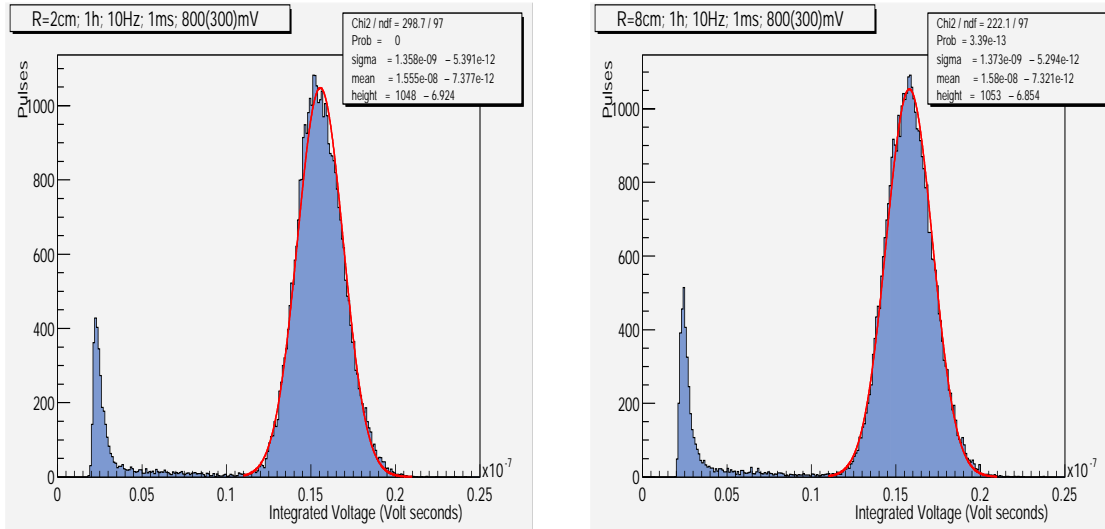 R=2cm; 1h; 10Hz; 1ms; 800(300)mV
Chi2 / ndf = 298.7 / 97
Prob = 0
sigma = 1.358e-09 − 5.391e-12
mean = 1.555e-08 − 7.377e-12
height = 1048 − 6.924
Pulses
1000
800
600
400
200
0
0 0.05 0.1 0.15 0.2 0.25
x10^-7
Integrated Voltage (Volt seconds)
R=8cm; 1h; 10Hz; 1ms; 800(300)mV
Chi2 / ndf = 222.1 / 97
Prob = 3.39e-13
sigma = 1.373e-09 − 5.294e-12
mean = 1.58e-08 − 7.321e-12
height = 1053 − 6.854
Pulses
1000
800
600
400
200
0
0 0.05 0.1 0.15 0.2 0.25
x10^-7
Integrated Voltage (Volt seconds)